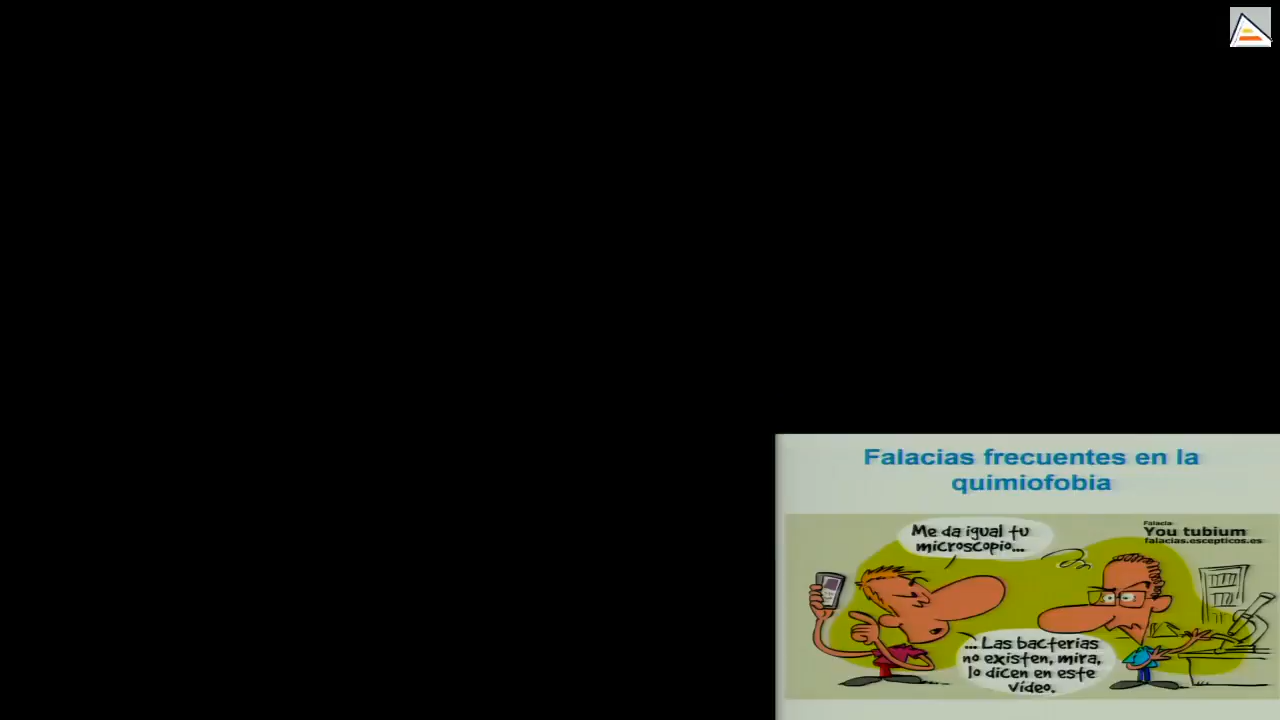 Falacias frecuentes en la
quimiofobia
Me da igual tu
microscopio...
Falacia
You tubium
falacias.escepticos.es
... Las bacterias
no existen, mira,
lo dicen en este
vídeo.